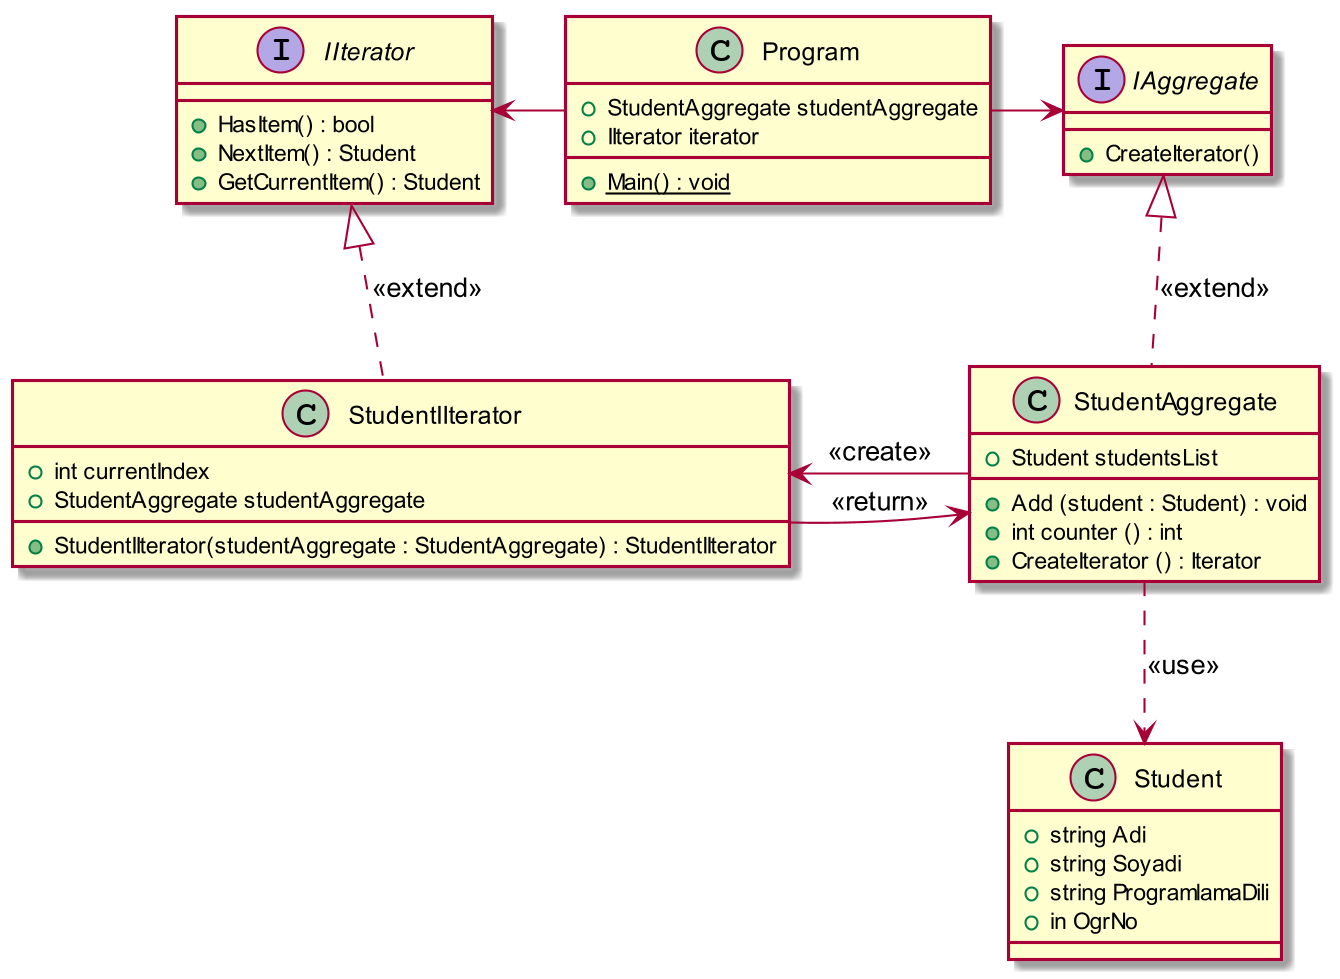 I IIterator
HasItem() : bool
NextItem() : Student
GetCurrentItem() : Student
C Program
StudentAggregate studentAggregate
IIterator iterator
Main() : void
I IAggregate
CreateIterator()
«extend»
«extend»
C StudentIIterator
int currentIndex
StudentAggregate studentAggregate
StudentIIterator(studentAggregate : StudentAggregate) : StudentIIterator
«create»
«return»
C StudentAggregate
Student studentsList
Add (student : Student) : void
int counter () : int
CreateIterator () : Iterator
«use»
C Student
string Adi
string Soyadi
string ProgramlamaDili
in OgrNo